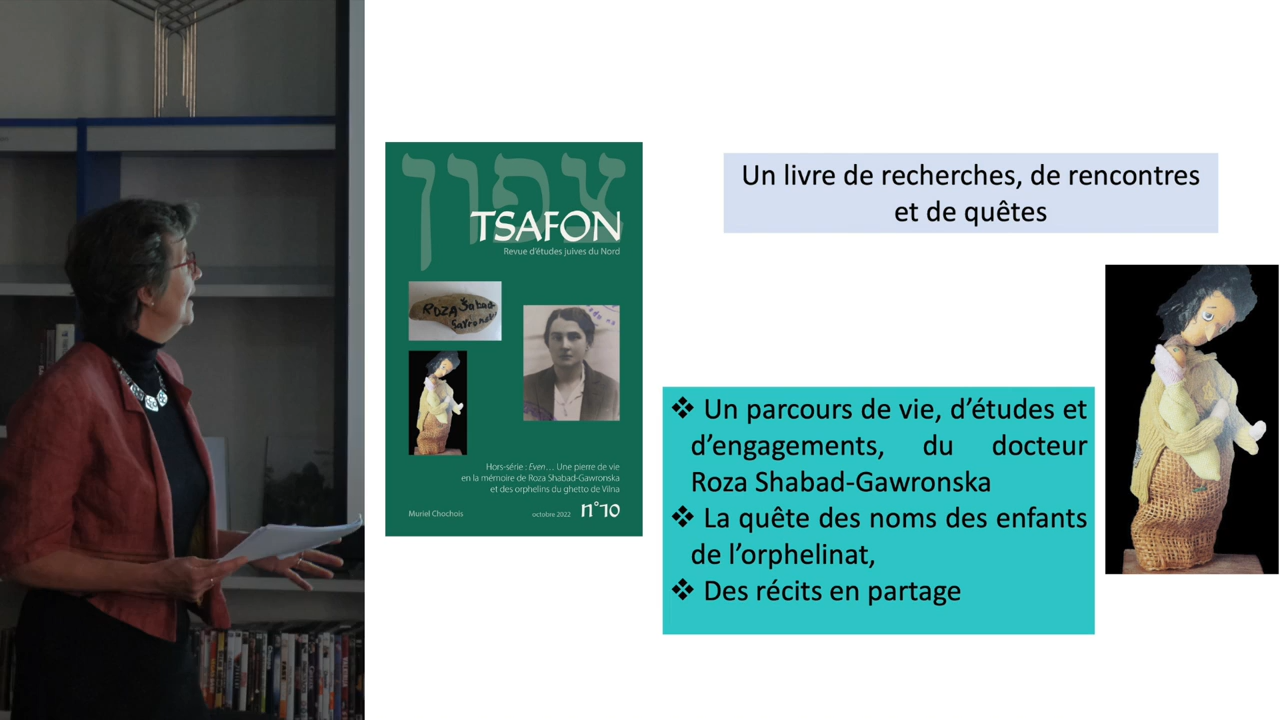 צפון
TSAFON
Revue d'études juives du Nord
ROZA Šabad-
Gavronska
Hors-série : Even… Une pierre de vie
en la mémoire de Roza Shabad-Gawronska
et des orphelins du ghetto de Vilna
Muriel Chochois
octobre 2022 n°10
Un livre de recherches, de rencontres
et de quêtes
❖ Un parcours de vie, d’études et
d’engagements, du docteur
Roza Shabad-Gawronska
❖ La quête des noms des enfants
de l’orphelinat,
❖ Des récits en partage